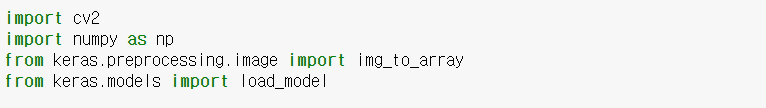 import cv2
import numpy as np
from keras.preprocessing.image import img_to_array
from keras.models import load_model